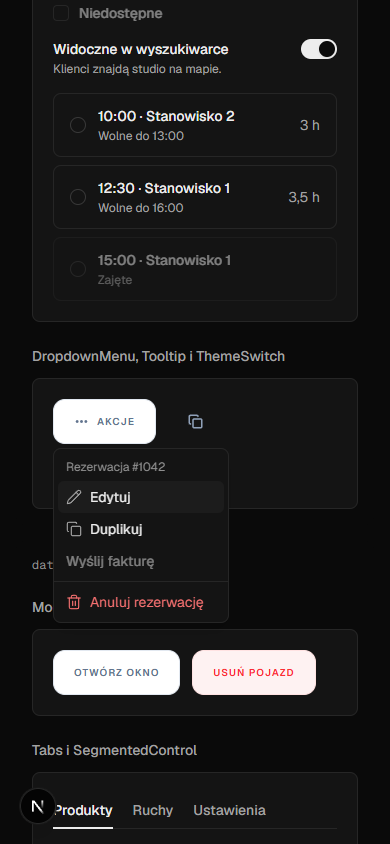 Niedostępne
Widoczne w wyszukiwarce
Klienci znajdą studio na mapie.
10:00 · Stanowisko 2
3 h
Wolne do 13:00
12:30 · Stanowisko 1
3,5 h
Wolne do 16:00
15:00 · Stanowisko 1
Zajęte
DropdownMenu, Tooltip i ThemeSwitch
··· AKCJE
Rezerwacja #1042
Edytuj
Duplikuj
Wyślij fakturę
dat
Anuluj rezerwację
Mo
OTWÓRZ OKNO
USUŃ POJAZD
Tabs i SegmentedControl
N
Produkty
Ruchy
Ustawienia